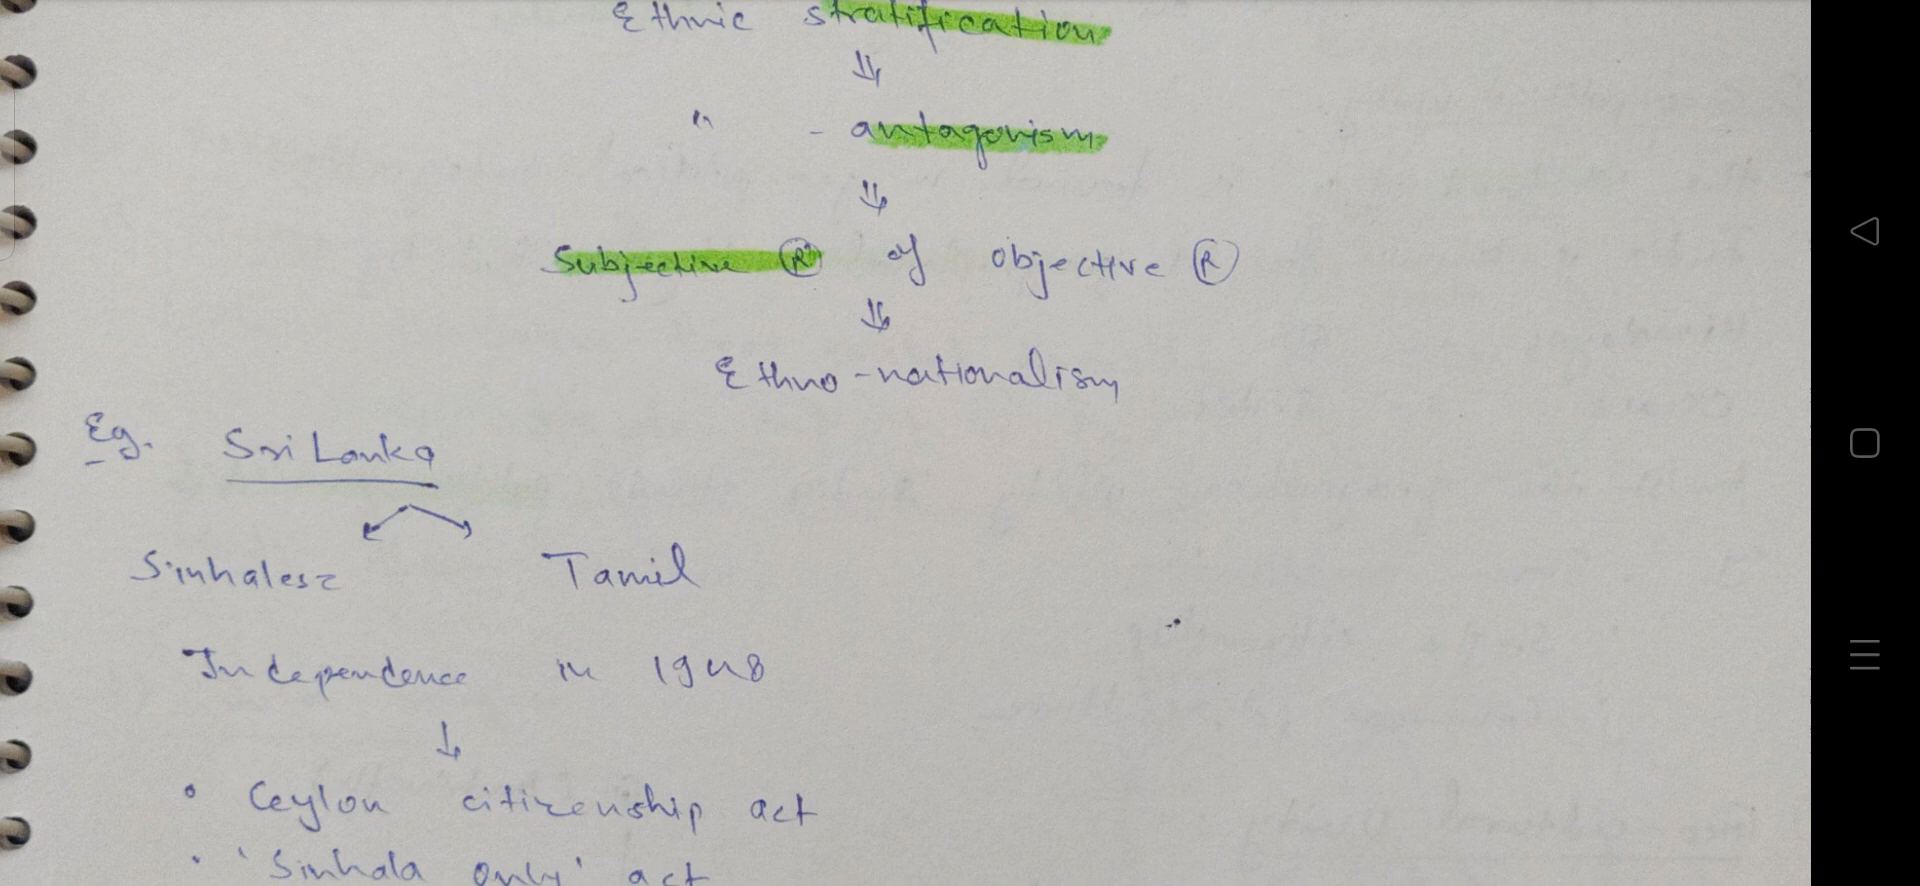 Ethnic stratification
⇓
" - antagonism
⇓
Subjective Ⓡ of objective Ⓡ
⇓
Ethno-nationalism
Eg. Sri Lanka
↙ ↘
Sinhalese Tamil
Independence in 1948
↓
• Ceylon citizenship act
• 'Sinhala only' act